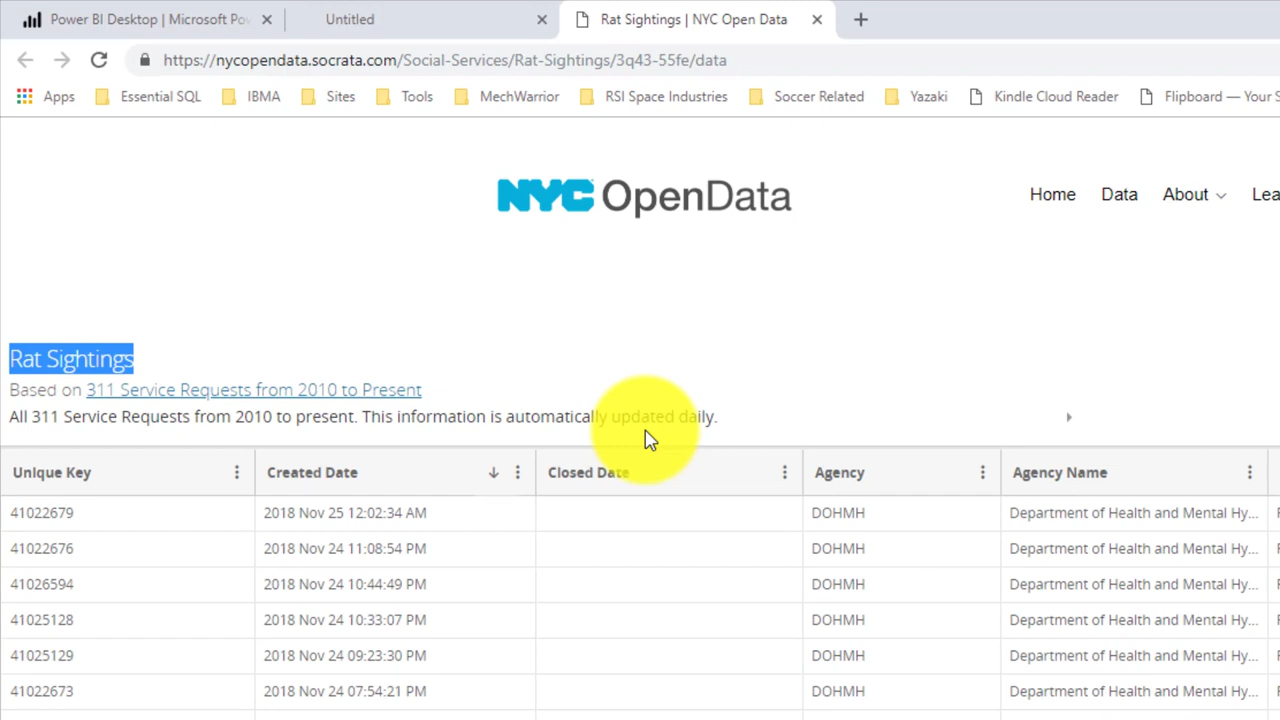 Power BI Desktop | Microsoft Po
Untitled
Rat Sightings | NYC Open Data
https://nycopendata.socrata.com/Social-Services/Rat-Sightings/3q43-55fe/data
Apps Essential SQL IBMA Sites Tools MechWarrior RSI Space Industries Soccer Related Yazaki Kindle Cloud Reader Flipboard — Your S
NYC OpenData
Home Data About Lea
Rat Sightings
Based on 311 Service Requests from 2010 to Present
All 311 Service Requests from 2010 to present. This information is automatically updated daily.
Unique Key Created Date Closed Date Agency Agency Name
41022679 2018 Nov 25 12:02:34 AM DOHMH Department of Health and Mental Hy...
41022676 2018 Nov 24 11:08:54 PM DOHMH Department of Health and Mental Hy...
41026594 2018 Nov 24 10:44:49 PM DOHMH Department of Health and Mental Hy...
41025128 2018 Nov 24 10:33:07 PM DOHMH Department of Health and Mental Hy...
41025129 2018 Nov 24 09:23:30 PM DOHMH Department of Health and Mental Hy...
41022673 2018 Nov 24 07:54:21 PM DOHMH Department of Health and Mental Hy...